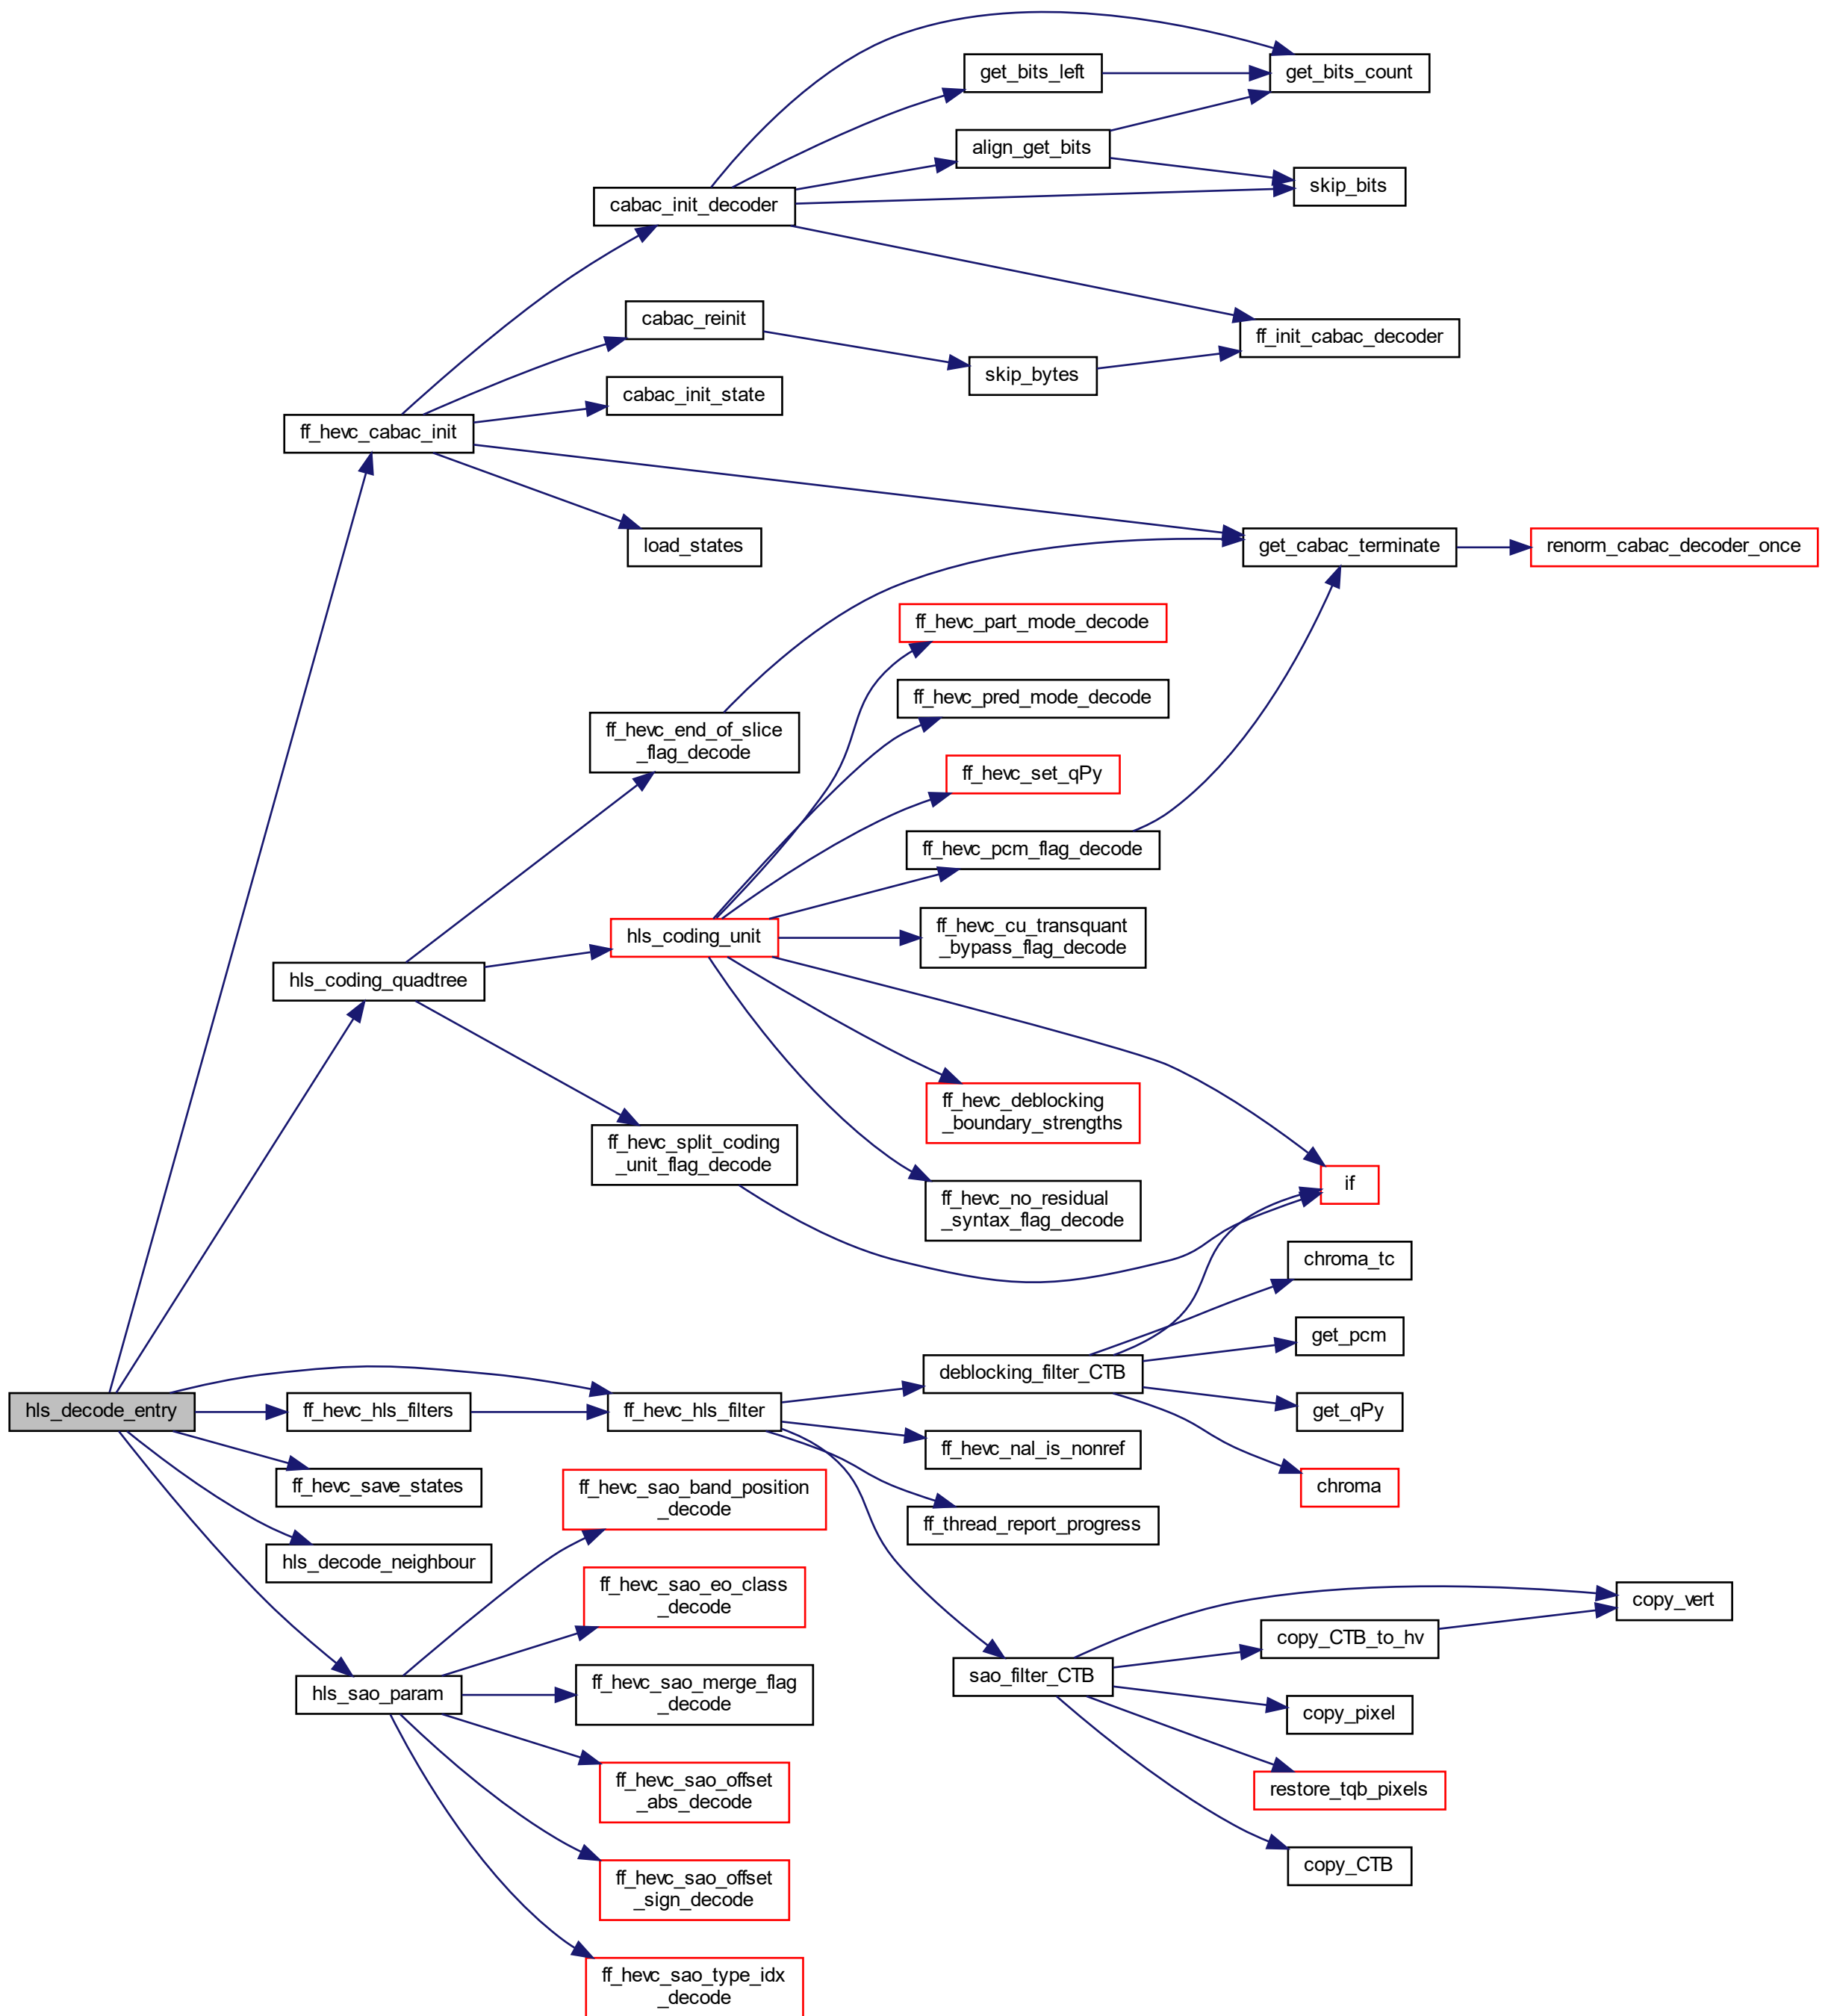 get_bits_left
get_bits_count
align_get_bits
skip_bits
cabac_init_decoder
cabac_reinit
ff_init_cabac_decoder
skip_bytes
cabac_init_state
ff_hevc_cabac_init
load_states
get_cabac_terminate
renorm_cabac_decoder_once
ff_hevc_part_mode_decode
ff_hevc_pred_mode_decode
ff_hevc_end_of_slice
_flag_decode
ff_hevc_set_qPy
ff_hevc_pcm_flag_decode
hls_coding_unit
ff_hevc_cu_transquant
_bypass_flag_decode
hls_coding_quadtree
ff_hevc_deblocking
_boundary_strengths
ff_hevc_split_coding
_unit_flag_decode
if
ff_hevc_no_residual
_syntax_flag_decode
chroma_tc
get_pcm
deblocking_filter_CTB
hls_decode_entry
ff_hevc_hls_filters
ff_hevc_hls_filter
get_qPy
ff_hevc_nal_is_nonref
ff_hevc_save_states
chroma
ff_hevc_sao_band_position
_decode
ff_thread_report_progress
hls_decode_neighbour
ff_hevc_sao_eo_class
_decode
copy_vert
copy_CTB_to_hv
sao_filter_CTB
hls_sao_param
ff_hevc_sao_merge_flag
_decode
copy_pixel
ff_hevc_sao_offset
_abs_decode
restore_tqb_pixels
copy_CTB
ff_hevc_sao_offset
_sign_decode
ff_hevc_sao_type_idx
_decode